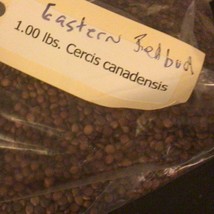 Eastern Redbud
1.00 lbs. Cercis canadensis